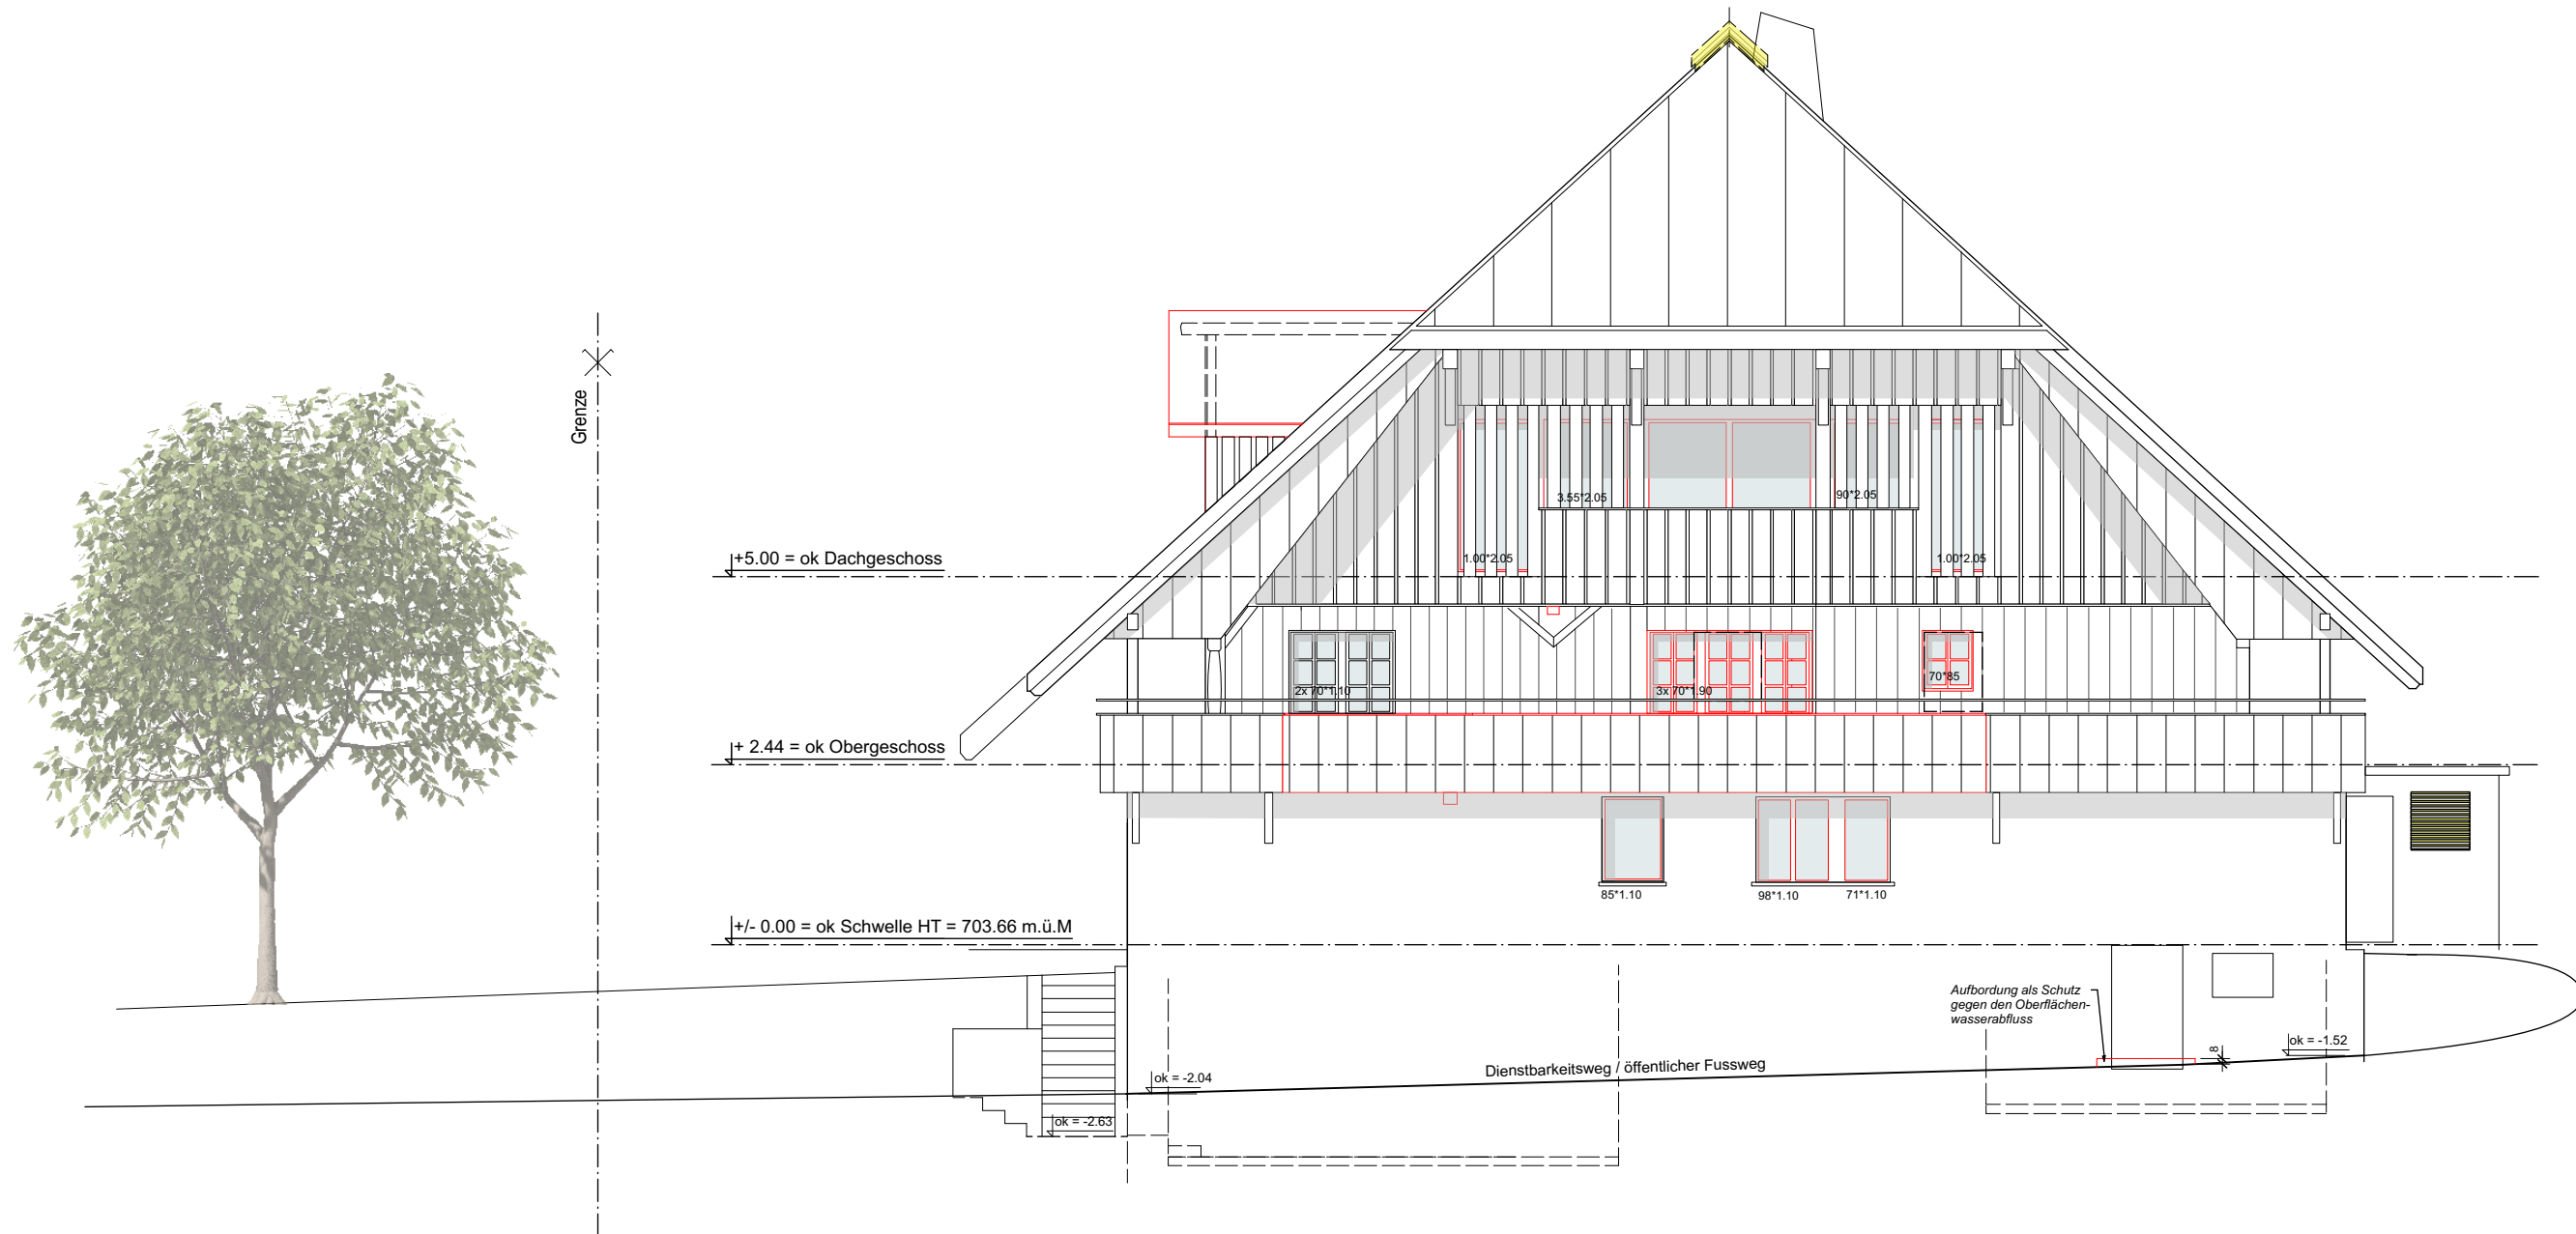 Grenze
3.55*2.05
90*2.05
+5.00 = ok Dachgeschoss
1.00*2.05
1.00*2.05
2x 70*1.10
3x 70*1.90
70*85
+ 2.44 = ok Obergeschoss
85*1.10
98*1.10
71*1.10
+/- 0.00 = ok Schwelle HT = 703.66 m.ü.M
Aufbordung als Schutz
gegen den Oberflächen-
wasserabfluss
8
ok = -1.52
Dienstbarkeitsweg / öffentlicher Fussweg
ok = -2.04
ok = -2.63